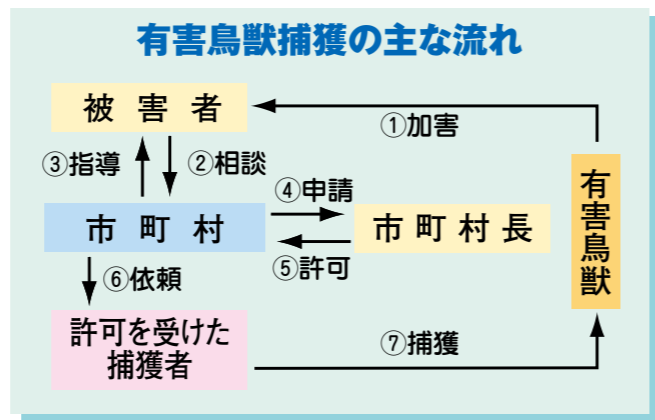 有害鳥獣捕獲の主な流れ
被害者
①加害
③指導
②相談
④申請
市町村
市町村長
有害鳥獣
⑤許可
⑥依頼
許可を受けた
捕獲者
⑦捕獲